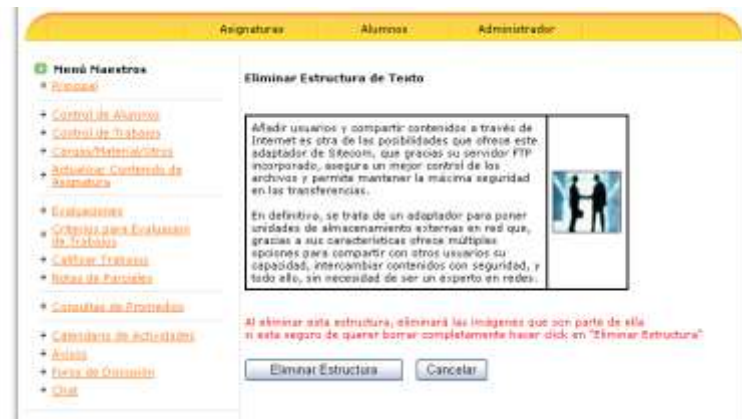 Asignaturas Alumnos Administrador
Menú Maestros
Principal
Control de Alumnos
Control de Trabajos
Cargas/Material/Otros
Actualizar Contenido de
Asignatura
Evaluaciones
Criterios para Evaluación
de Trabajos
Calificar Trabajos
Notas de Parciales
Consultas de Promedios
Calendario de Actividades
Avisos
Foros de Discusión
Chat
Eliminar Estructura de Texto
Añadir usuarios y compartir contenidos a través de
Internet es otra de las posibilidades que ofrece este
adaptador de Sitecom, que gracias su servidor FTP
incorporado, asegura un mejor control de los
archivos y permite mantener la máxima seguridad
en las transferencias.
En definitiva, se trata de un adaptador para poner
unidades de almacenamiento externas en red que,
gracias a sus características ofrece múltiples
opciones para compartir con otros usuarios su
capacidad, intercambiar contenidos con seguridad, y
todo ello, sin necesidad de ser un experto en redes.
Al eliminar esta estructura, eliminará las imágenes que son parte de ella
si esta seguro de querer borrar completamente hacer click en "Eliminar Estructura"
Eliminar Estructura Cancelar